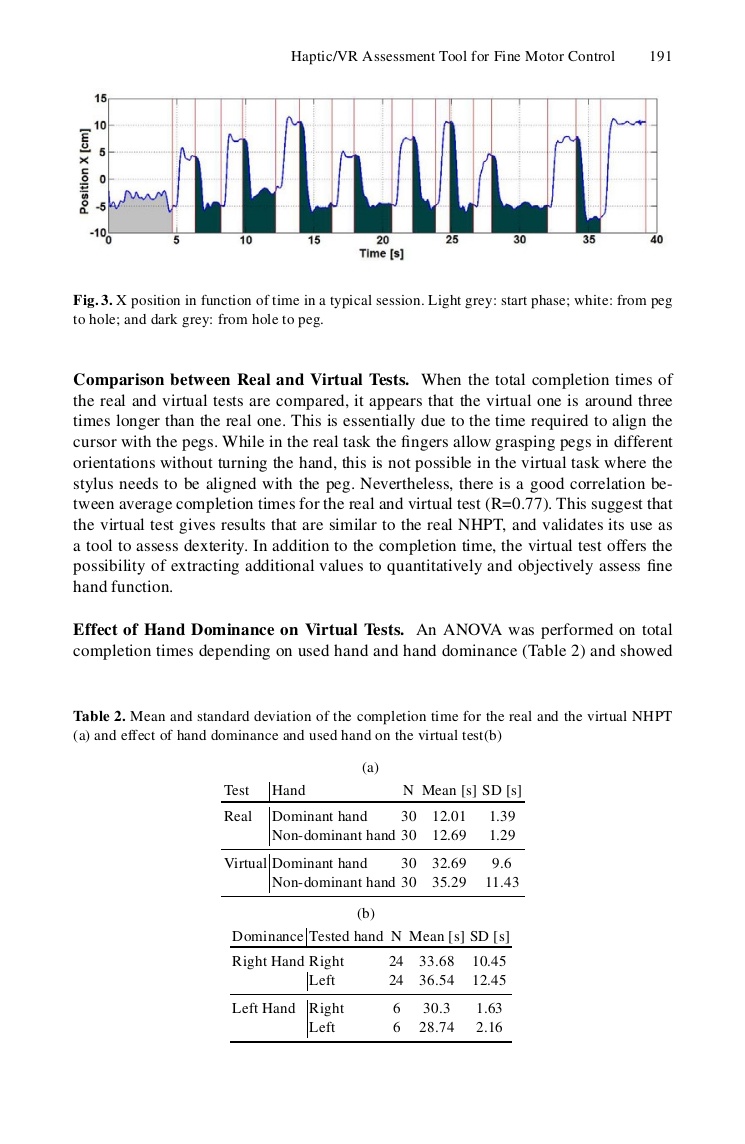 Haptic/VR Assessment Tool for Fine Motor Control 191
15
10
5
0
-5
-10
Position X [cm]
0 5 10 15 20 25 30 35 40
Time [s]
Fig. 3. X position in function of time in a typical session. Light grey: start phase; white: from peg
to hole; and dark grey: from hole to peg.
Comparison between Real and Virtual Tests. When the total completion times of
the real and virtual tests are compared, it appears that the virtual one is around three
times longer than the real one. This is essentially due to the time required to align the
cursor with the pegs. While in the real task the fingers allow grasping pegs in different
orientations without turning the hand, this is not possible in the virtual task where the
stylus needs to be aligned with the peg. Nevertheless, there is a good correlation be-
tween average completion times for the real and virtual test (R=0.77). This suggest that
the virtual test gives results that are similar to the real NHPT, and validates its use as
a tool to assess dexterity. In addition to the completion time, the virtual test offers the
possibility of extracting additional values to quantitatively and objectively assess fine
hand function.
Effect of Hand Dominance on Virtual Tests. An ANOVA was performed on total
completion times depending on used hand and hand dominance (Table 2) and showed
Table 2. Mean and standard deviation of the completion time for the real and the virtual NHPT
(a) and effect of hand dominance and used hand on the virtual test(b)
(a)
Test Hand N Mean [s] SD [s]
Real Dominant hand 30 12.01 1.39
Non-dominant hand 30 12.69 1.29
Virtual Dominant hand 30 32.69 9.6
Non-dominant hand 30 35.29 11.43
(b)
Dominance Tested hand N Mean [s] SD [s]
Right Hand Right 24 33.68 10.45
Left 24 36.54 12.45
Left Hand Right 6 30.3 1.63
Left 6 28.74 2.16